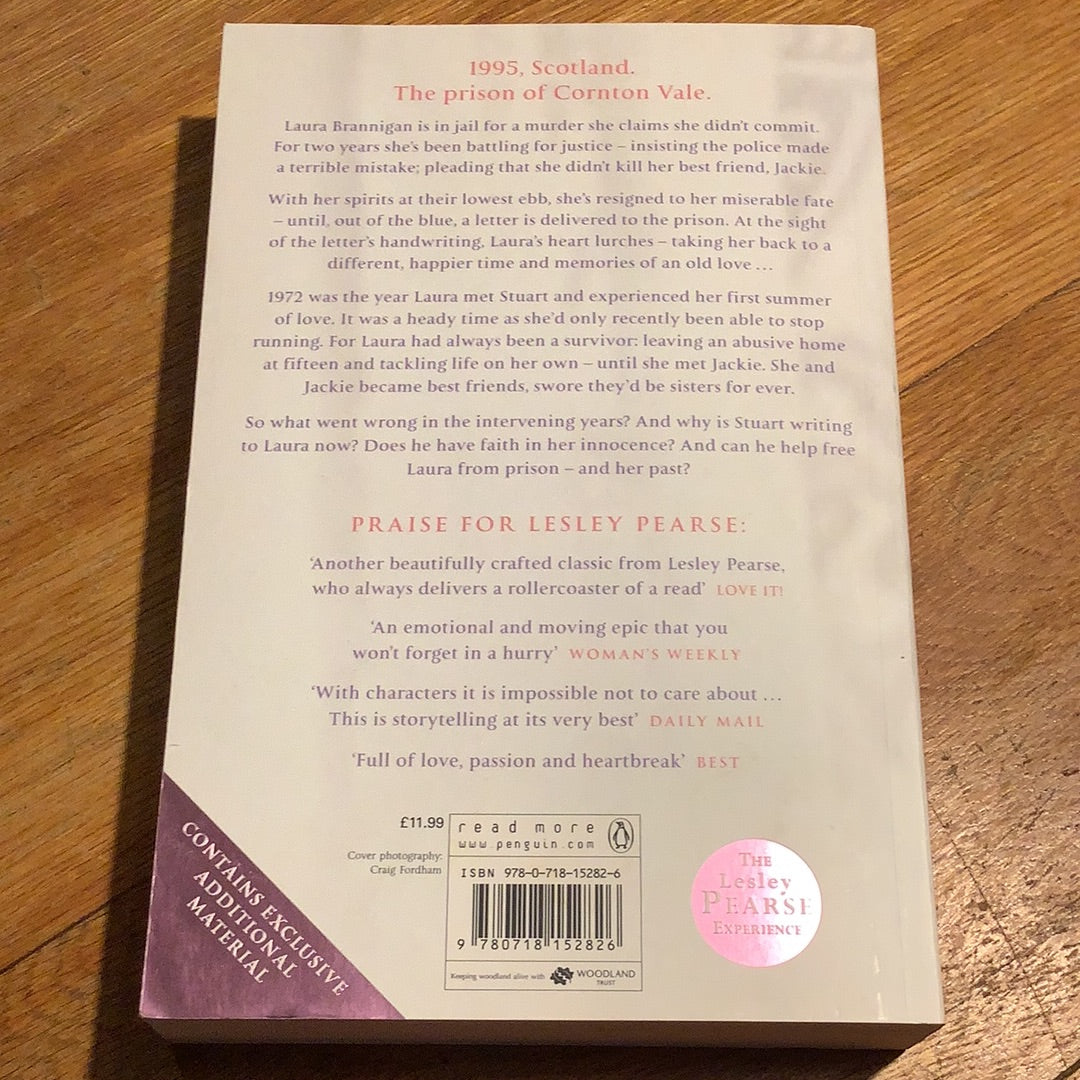 1995, Scotland.
The prison of Cornton Vale.
Laura Brannigan is in jail for a murder she claims she didn't commit.
For two years she's been battling for justice – insisting the police made
a terrible mistake; pleading that she didn't kill her best friend, Jackie.
With her spirits at their lowest ebb, she's resigned to her miserable fate
– until, out of the blue, a letter is delivered to the prison. At the sight
of the letter's handwriting, Laura's heart lurches – taking her back to a
different, happier time and memories of an old love ...
1972 was the year Laura met Stuart and experienced her first summer
of love. It was a heady time as she'd only recently been able to stop
running. For Laura had always been a survivor: leaving an abusive home
at fifteen and tackling life on her own – until she met Jackie. She and
Jackie became best friends, swore they'd be sisters for ever.
So what went wrong in the intervening years? And why is Stuart writing
to Laura now? Does he have faith in her innocence? And can he help free
Laura from prison – and her past?
PRAISE FOR LESLEY PEARSE:
'Another beautifully crafted classic from Lesley Pearse,
who always delivers a rollercoaster of a read' LOVE IT!
'An emotional and moving epic that you
won't forget in a hurry' WOMAN'S WEEKLY
'With characters it is impossible not to care about ...
This is storytelling at its very best' DAILY MAIL
'Full of love, passion and heartbreak' BEST
£11.99
Cover photography:
Craig Fordham
read more
www.penguin.com
ISBN 978-0-718-15282-6
9 780718 152826
Keeping woodland alive with WOODLAND
TRUST
THE
Lesley
PEARSE
EXPERIENCE
CONTAINS EXCLUSIVE
ADDITIONAL
MATERIAL